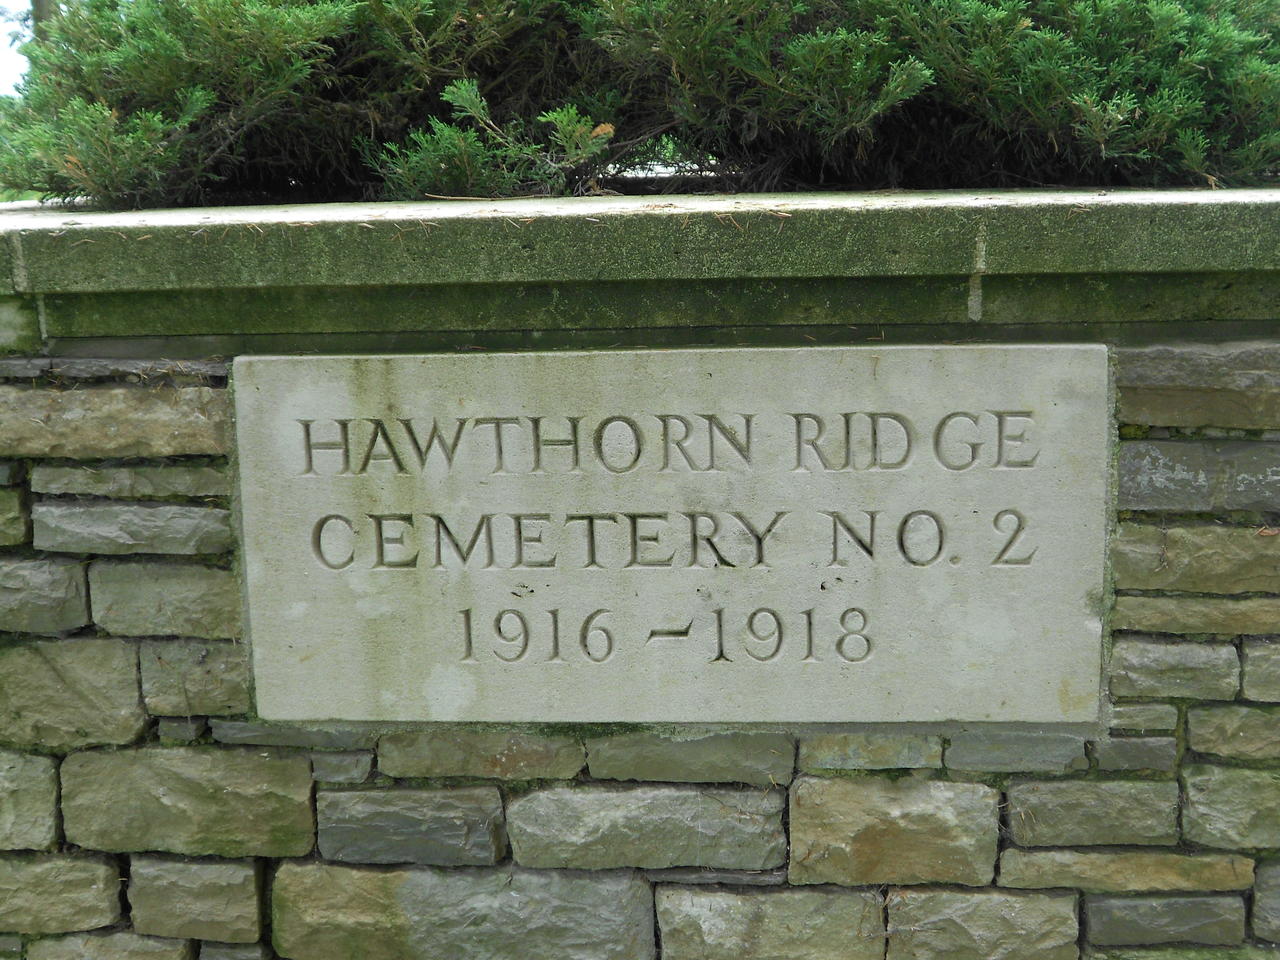 HAWTHORN RIDGE
CEMETERY NO. 2
1916 – 1918